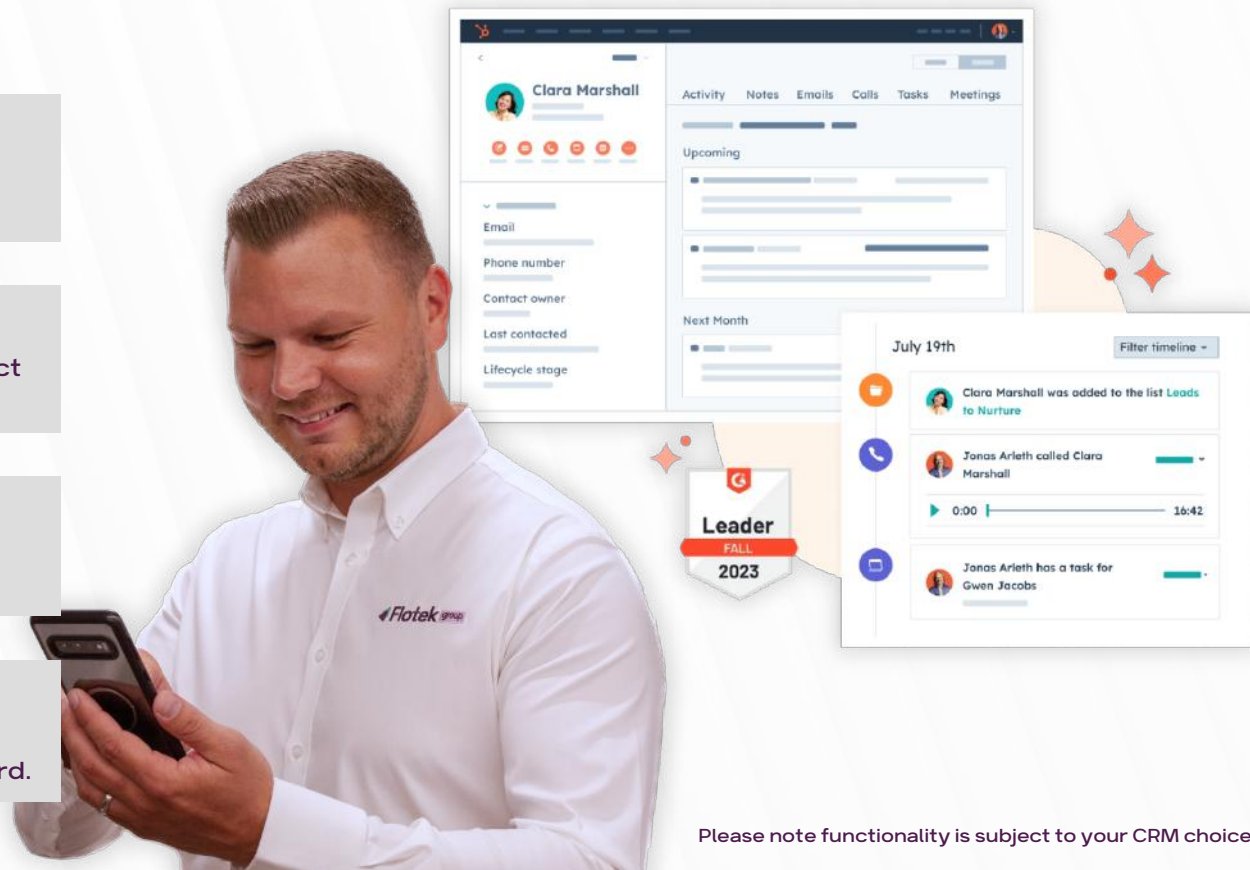 ct
rd.
Clara Marshall
Email
Phone number
Contact owner
Last contacted
Lifecycle stage
Activity Notes Emails Calls Tasks Meetings
Upcoming
Next Month
July 19th
Filter timeline
Clara Marshall was added to the list Leads
to Nurture
Jonas Arleth called Clara
Marshall
0:00 16:42
Jonas Arleth has a task for
Gwen Jacobs
G
Leader
FALL
2023
Flotek group
Please note functionality is subject to your CRM choice